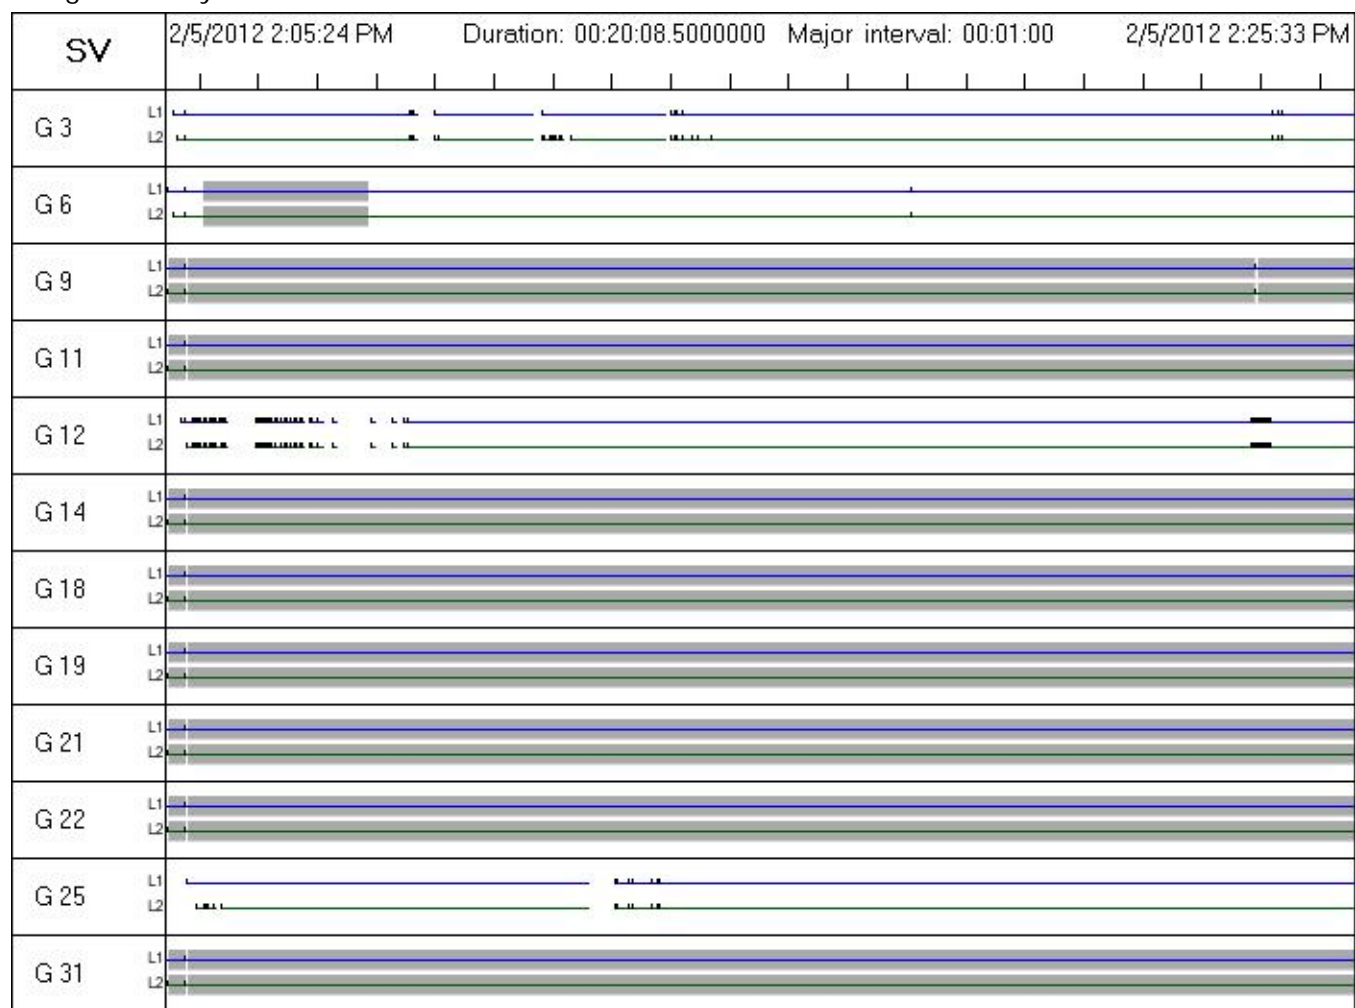 SV
2/5/2012 2:05:24 PM Duration: 00:20:08.5000000 Major interval: 00:01:00 2/5/2012 2:25:33 PM
G 3 L1
L2
G 6 L1
L2
G 9 L1
L2
G 11 L1
L2
G 12 L1
L2
G 14 L1
L2
G 18 L1
L2
G 19 L1
L2
G 21 L1
L2
G 22 L1
L2
G 25 L1
L2
G 31 L1
L2